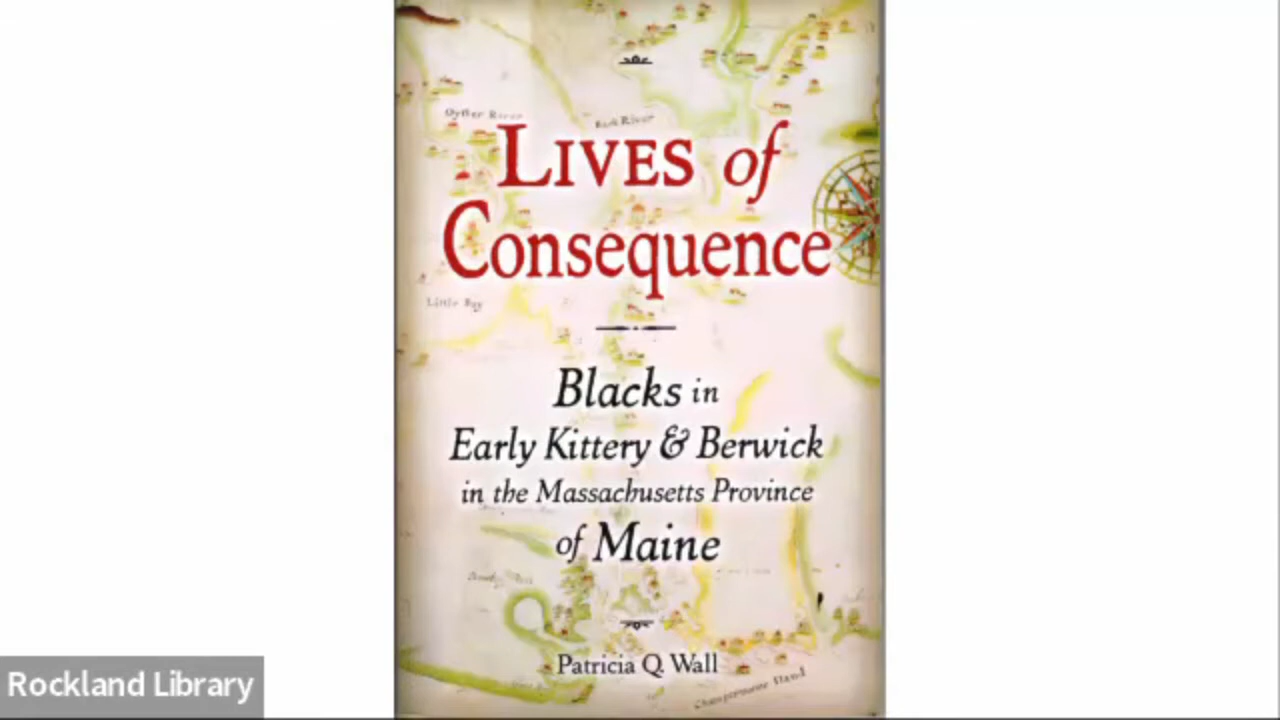 Oyster River
LIVES of
Consequence
Little Bay
Blacks in
Early Kittery & Berwick
in the Massachusetts Province
of Maine
Patricia Q. Wall
Rockland Library